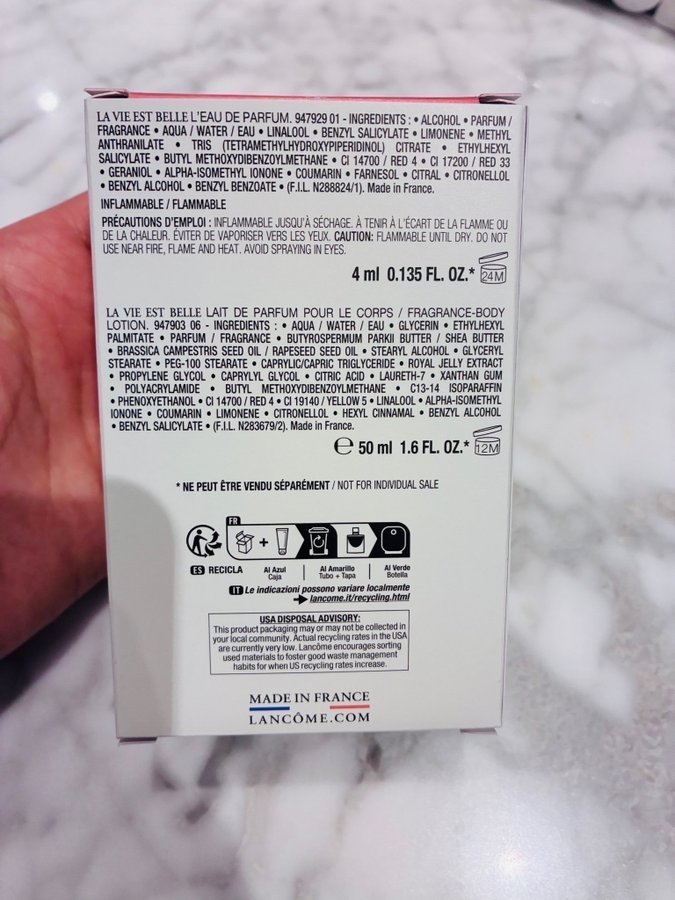 LA VIE EST BELLE L'EAU DE PARFUM. 947929 01 - INGREDIENTS : • ALCOHOL • PARFUM /
FRAGRANCE • AQUA / WATER / EAU • LINALOOL • BENZYL SALICYLATE • LIMONENE • METHYL
ANTHRANILATE • TRIS (TETRAMETHYLHYDROXYPIPERIDINOL) CITRATE • ETHYLHEXYL
SALICYLATE • BUTYL METHOXYDIBENZOYLMETHANE • CI 14700 / RED 4 • CI 17200 / RED 33
• GERANIOL • ALPHA-ISOMETHYL IONONE • COUMARIN • FARNESOL • CITRAL • CITRONELLOL
• BENZYL ALCOHOL • BENZYL BENZOATE • (F.I.L. N288824/1). Made in France.
INFLAMMABLE / FLAMMABLE
PRÉCAUTIONS D'EMPLOI : INFLAMMABLE JUSQU'À SÉCHAGE. À TENIR À L'ÉCART DE LA FLAMME OU
DE LA CHALEUR. ÉVITER DE VAPORISER VERS LES YEUX. CAUTION: FLAMMABLE UNTIL DRY. DO NOT
USE NEAR FIRE, FLAME AND HEAT. AVOID SPRAYING IN EYES.
4 ml 0.135 FL. OZ.* 24M
LA VIE EST BELLE LAIT DE PARFUM POUR LE CORPS / FRAGRANCE-BODY
LOTION. 947903 06 - INGREDIENTS : • AQUA / WATER / EAU • GLYCERIN • ETHYLHEXYL
PALMITATE • PARFUM / FRAGRANCE • BUTYROSPERMUM PARKII BUTTER / SHEA BUTTER
• BRASSICA CAMPESTRIS SEED OIL / RAPESEED SEED OIL • STEARYL ALCOHOL • GLYCERYL
STEARATE • PEG-100 STEARATE • CAPRYLIC/CAPRIC TRIGLYCERIDE • ROYAL JELLY EXTRACT
• PROPYLENE GLYCOL • CAPRYLYL GLYCOL • CITRIC ACID • LAURETH-7 • XANTHAN GUM
• POLYACRYLAMIDE • BUTYL METHOXYDIBENZOYLMETHANE • C13-14 ISOPARAFFIN
• PHENOXYETHANOL • CI 14700 / RED 4 • CI 19140 / YELLOW 5 • LINALOOL • ALPHA-ISOMETHYL
IONONE • COUMARIN • LIMONENE • CITRONELLOL • HEXYL CINNAMAL • BENZYL ALCOHOL
• BENZYL SALICYLATE • (F.I.L. N283679/2). Made in France.
℮ 50 ml 1.6 FL. OZ.* 12M
* NE PEUT ÊTRE VENDU SÉPARÉMENT / NOT FOR INDIVIDUAL SALE
FR
+
ES RECICLA Al Azul Al Amarillo Al Verde
Caja Tubo + Tapa Botella
IT Le indicazioni possono variare localmente
lancome.it/recycling.html
USA DISPOSAL ADVISORY:
This product packaging may or may not be collected in
your local community. Actual recycling rates in the USA
are currently very low. Lancôme encourages sorting
used materials to foster good waste management
habits for when US recycling rates increase.
MADE IN FRANCE
LANCÔME.COM